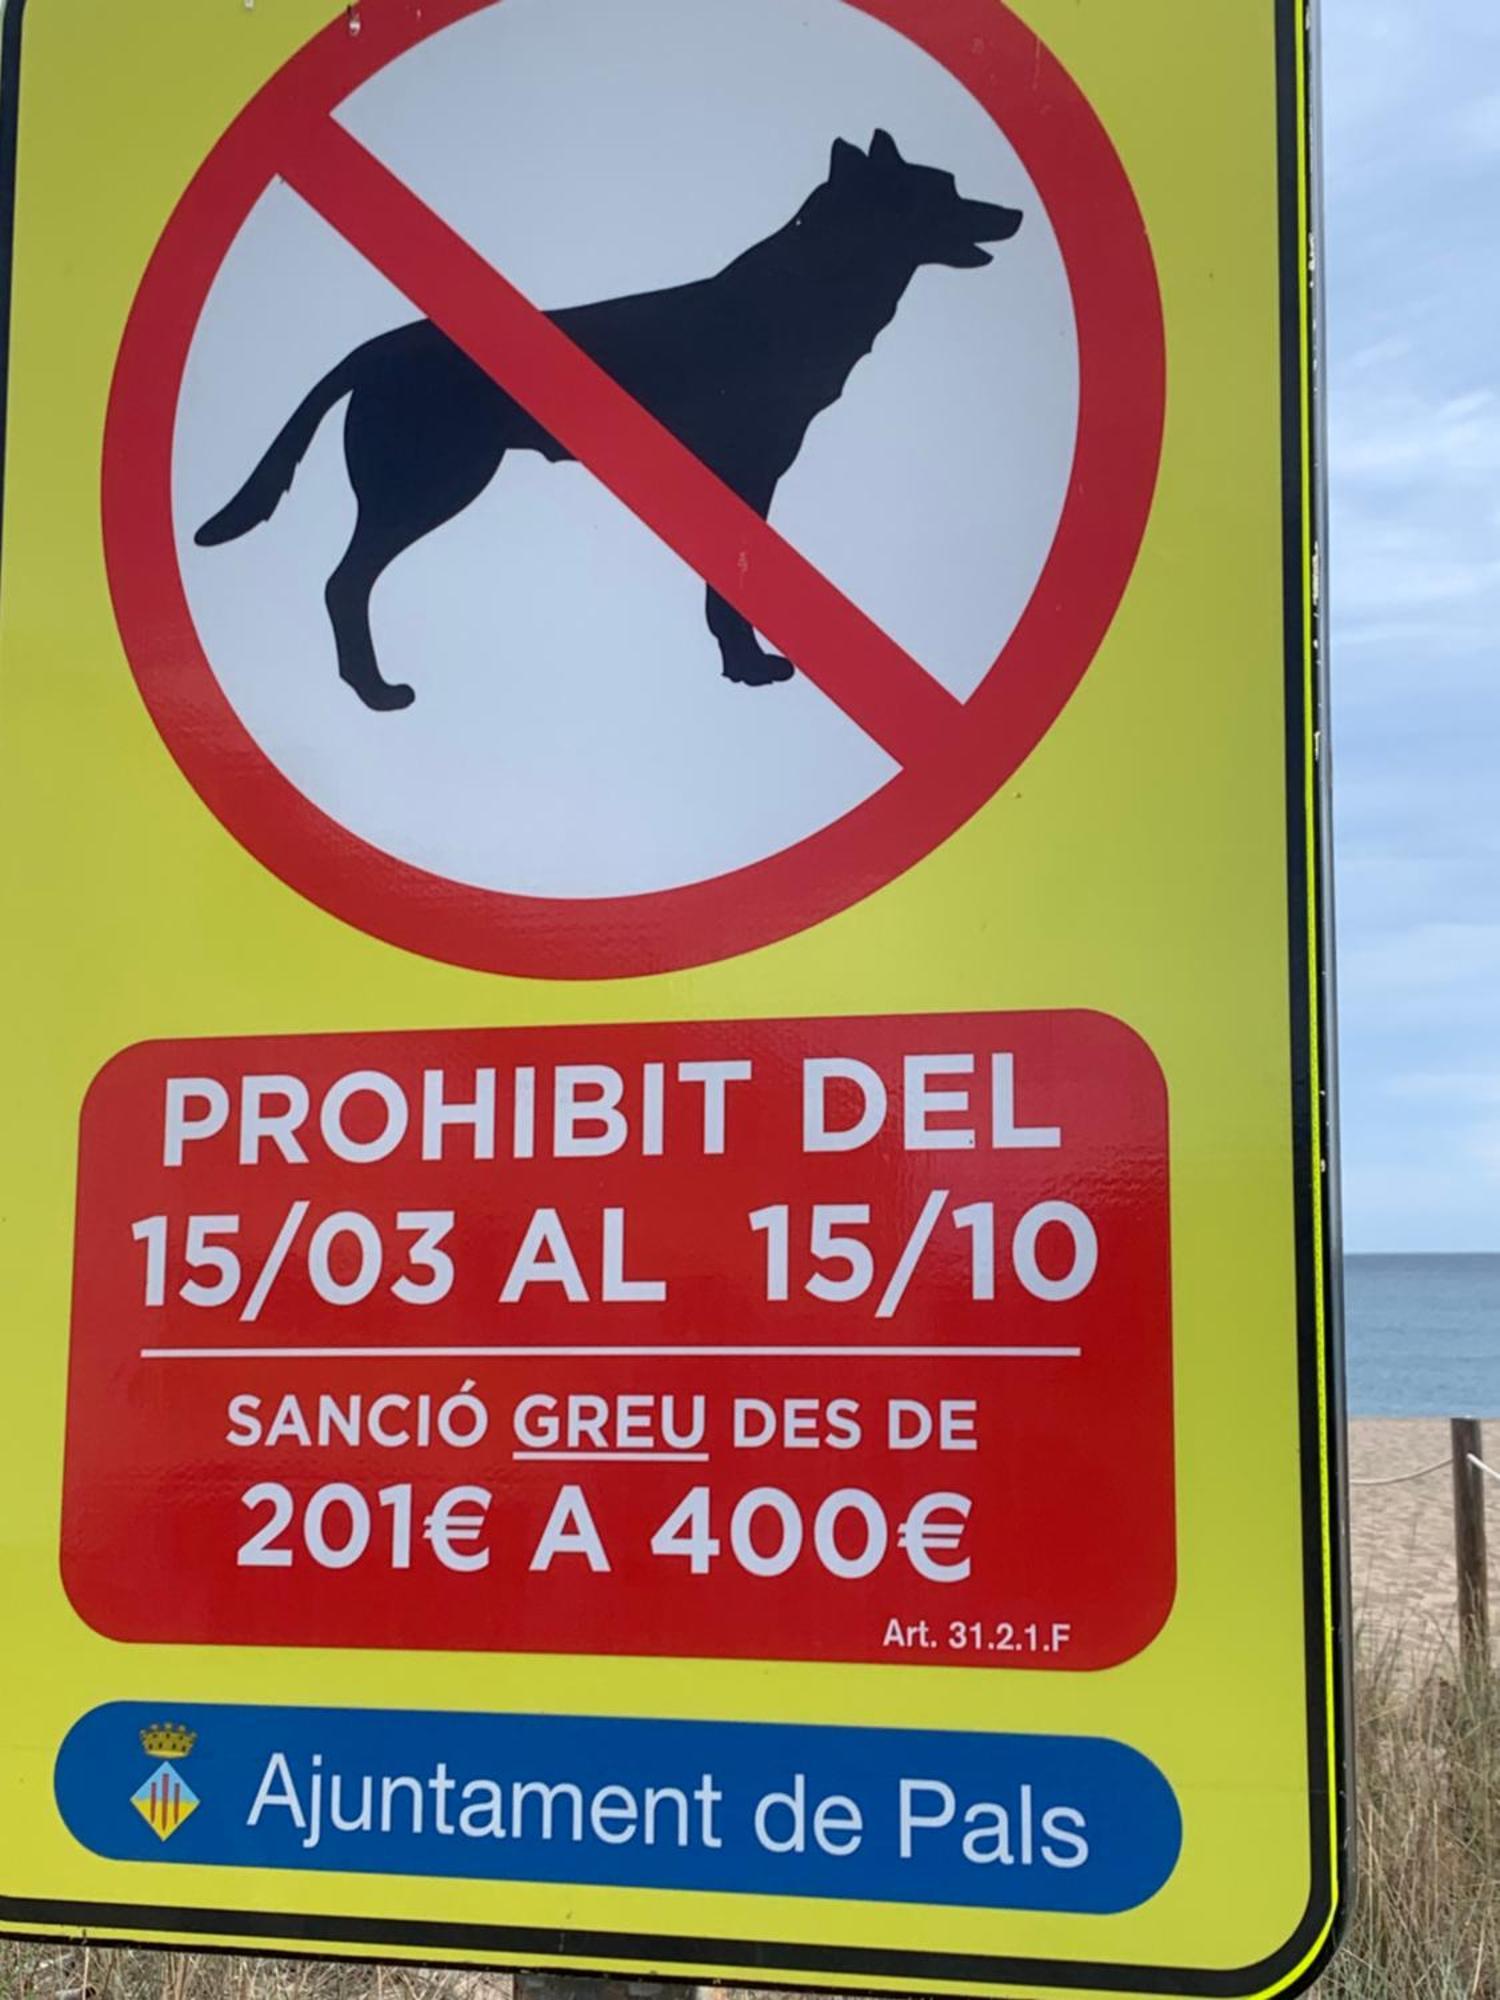 PROHIBIT DEL
15/03 AL 15/10
SANCIÓ GREU DES DE
201€ A 400€
Art. 31.2.1.F
Ajuntament de Pals